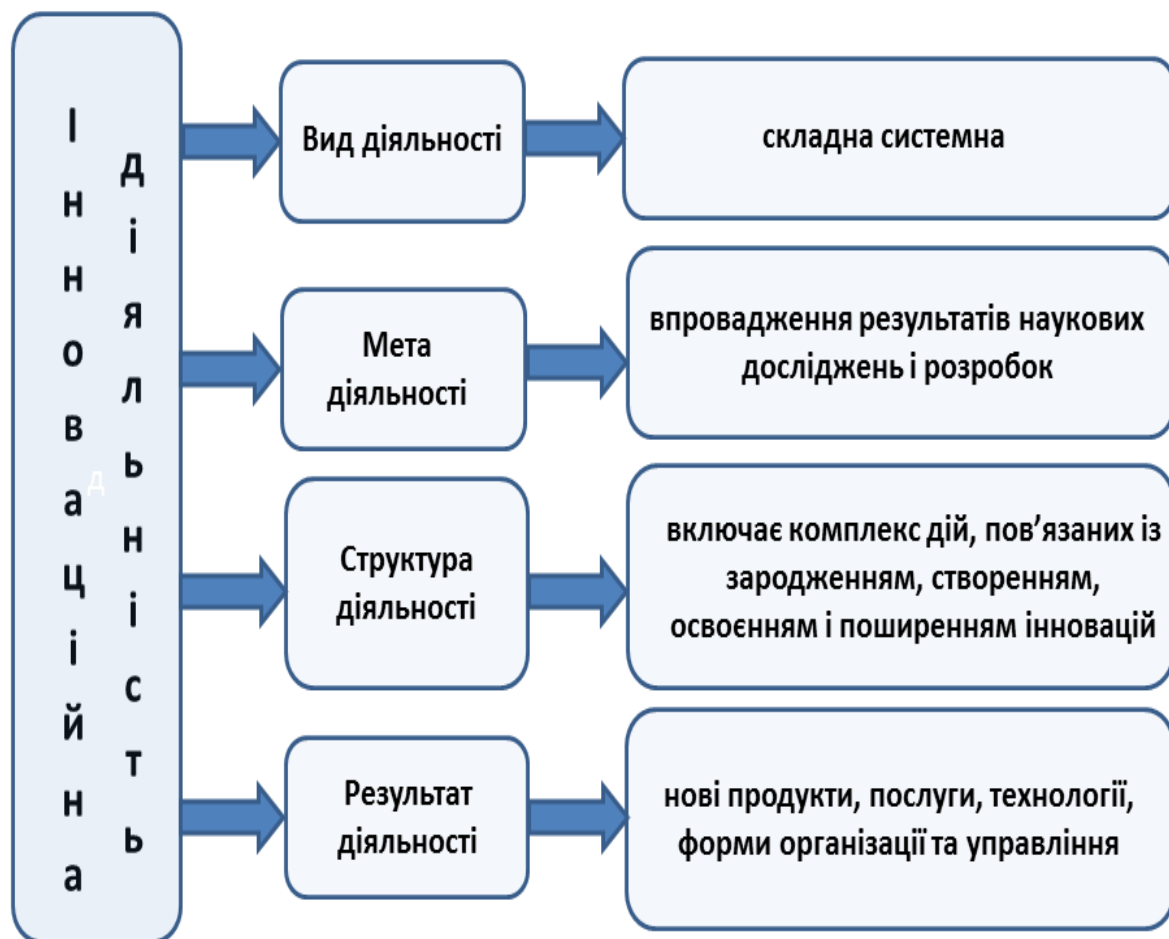 Інноваційна
діяльність
д
Вид діяльності
складна системна
Мета
діяльності
впровадження результатів наукових
досліджень і розробок
Структура
діяльності
включає комплекс дій, пов’язаних із
зародженням, створенням,
освоєнням і поширенням інновацій
Результат
діяльності
нові продукти, послуги, технології,
форми організації та управління